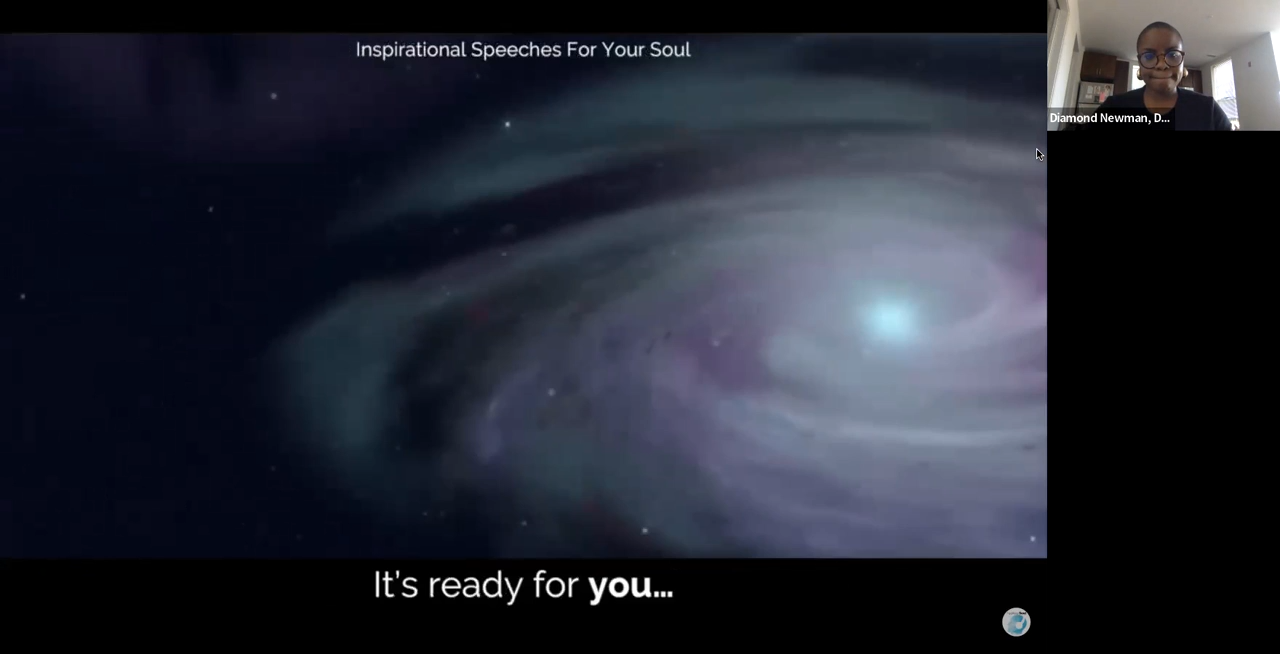 Inspirational Speeches For Your Soul
Diamond Newman, D...
It's ready for you...